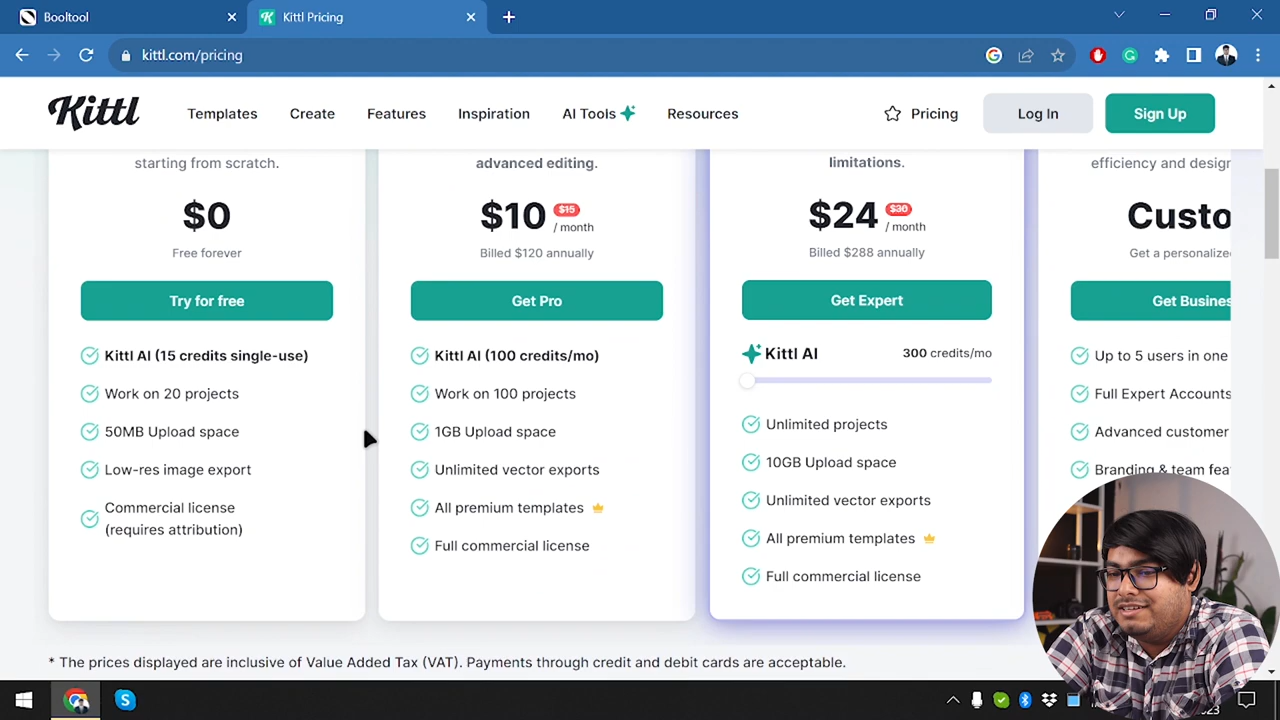 Booltool
Kittl Pricing
kittl.com/pricing
Kittl
Templates
Create
Features
Inspiration
AI Tools
Resources
Pricing
Log In
Sign Up
starting from scratch.
$0
Free forever
Try for free
Kittl AI (15 credits single-use)
Work on 20 projects
50MB Upload space
Low-res image export
Commercial license
(requires attribution)
advanced editing.
$10
$15
/ month
Billed $120 annually
Get Pro
Kittl AI (100 credits/mo)
Work on 100 projects
1GB Upload space
Unlimited vector exports
All premium templates
Full commercial license
limitations.
$24
$30
/ month
Billed $288 annually
Get Expert
Kittl AI
300 credits/mo
Unlimited projects
10GB Upload space
Unlimited vector exports
All premium templates
Full commercial license
efficiency and desig
Custo
Get a personalize
Get Busines
Up to 5 users in one
Full Expert Accounts
Advanced customer
Branding & team fea
* The prices displayed are inclusive of Value Added Tax (VAT). Payments through credit and debit cards are acceptable.